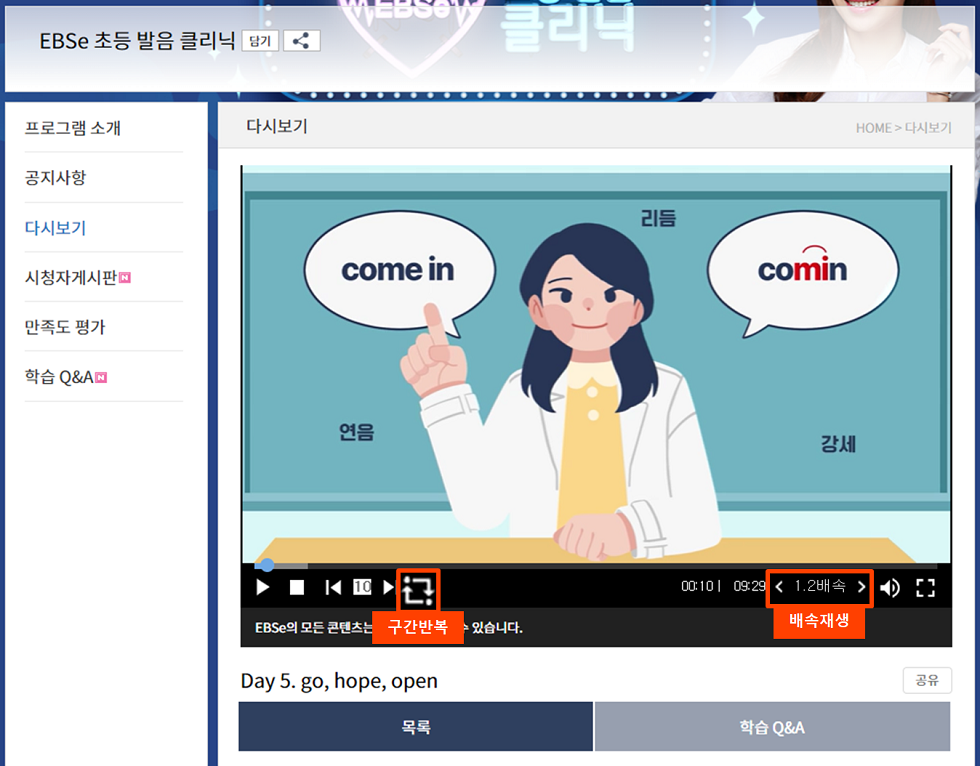 EBSe
클리닉
EBSe 초등 발음 클리닉 담기
프로그램 소개
공지사항
다시보기
시청자게시판 N
만족도 평가
학습 Q&A N
다시보기
HOME > 다시보기
리듬
come in
comin
연음
강세
10
00:10 | 09:29
< 1.2배속 >
구간반복
배속재생
EBSe의 모든 콘텐츠는
있습니다.
Day 5. go, hope, open
공유
목록
학습 Q&A